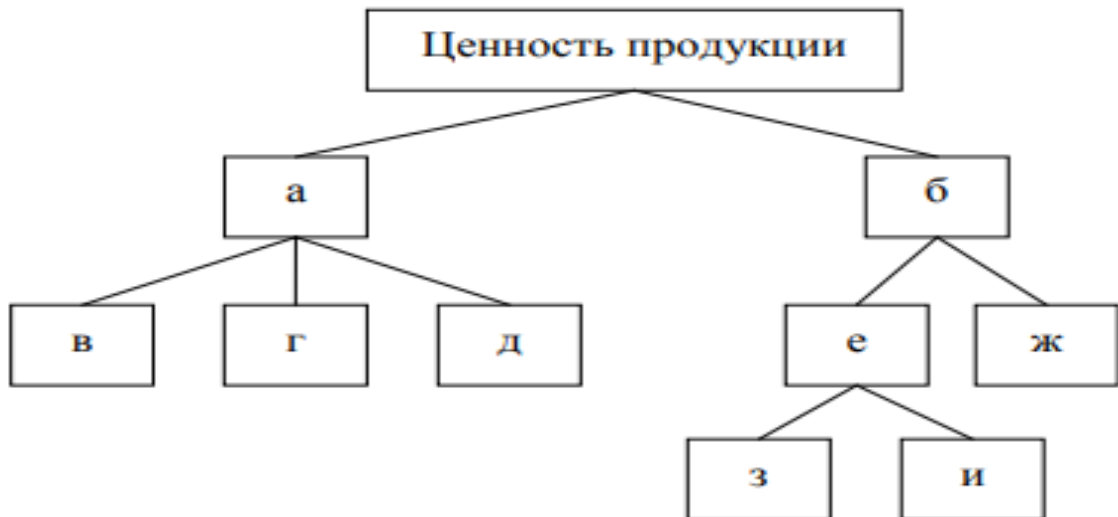 Ценность продукции
а
б
в
г
д
е
ж
з
и